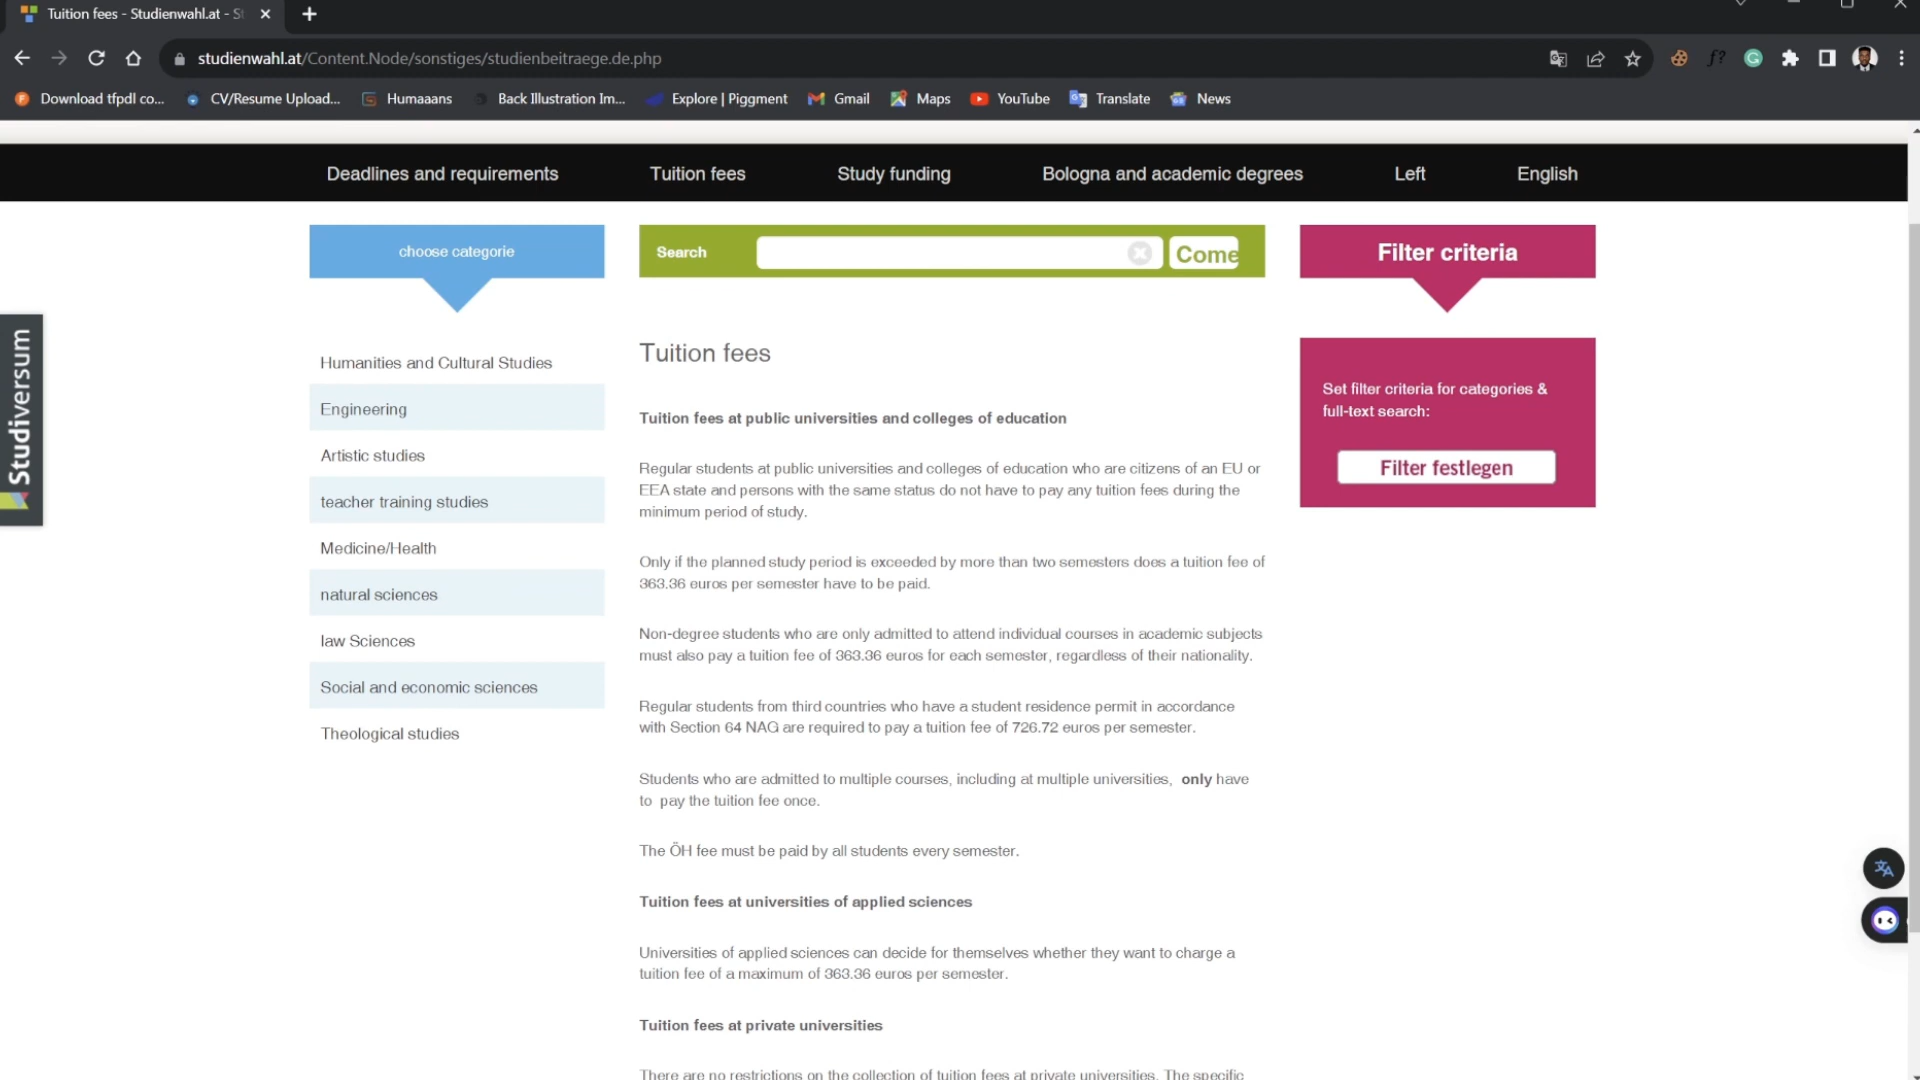 Tuition fees - Studienwahl.at - St
studienwahl.at/Content.Node/sonstiges/studienbeitraege.de.php
Download tfpdl co...
CV/Resume Upload...
Humaaans
Back Illustration Im...
Explore | Piggment
Gmail
Maps
YouTube
Translate
News
Deadlines and requirements
Tuition fees
Study funding
Bologna and academic degrees
Left
English
choose categorie
Search
Come
Filter criteria
Studiversum
Humanities and Cultural Studies
Engineering
Artistic studies
teacher training studies
Medicine/Health
natural sciences
law Sciences
Social and economic sciences
Theological studies
Tuition fees
Tuition fees at public universities and colleges of education
Regular students at public universities and colleges of education who are citizens of an EU or
EEA state and persons with the same status do not have to pay any tuition fees during the
minimum period of study.
Only if the planned study period is exceeded by more than two semesters does a tuition fee of
363.36 euros per semester have to be paid.
Non-degree students who are only admitted to attend individual courses in academic subjects
must also pay a tuition fee of 363.36 euros for each semester, regardless of their nationality.
Regular students from third countries who have a student residence permit in accordance
with Section 64 NAG are required to pay a tuition fee of 726.72 euros per semester.
Students who are admitted to multiple courses, including at multiple universities, only have
to pay the tuition fee once.
The ÖH fee must be paid by all students every semester.
Tuition fees at universities of applied sciences
Universities of applied sciences can decide for themselves whether they want to charge a
tuition fee of a maximum of 363.36 euros per semester.
Tuition fees at private universities
There are no restrictions on the collection of tuition fees at private universities. The specific
Set filter criteria for categories &
full-text search:
Filter festlegen